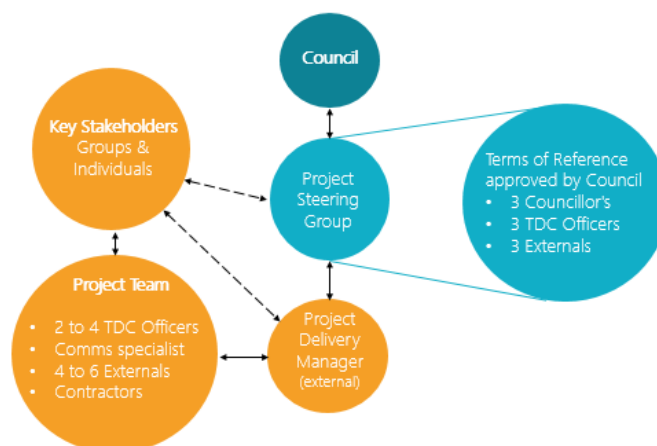 Council
Key Stakeholders
Groups &
Individuals
Project
Steering
Group
Terms of Reference
approved by Council
• 3 Councillor's
• 3 TDC Officers
• 3 Externals
Project Team
• 2 to 4 TDC Officers
• Comms specialist
• 4 to 6 Externals
• Contractors
Project
Delivery
Manager
(external)